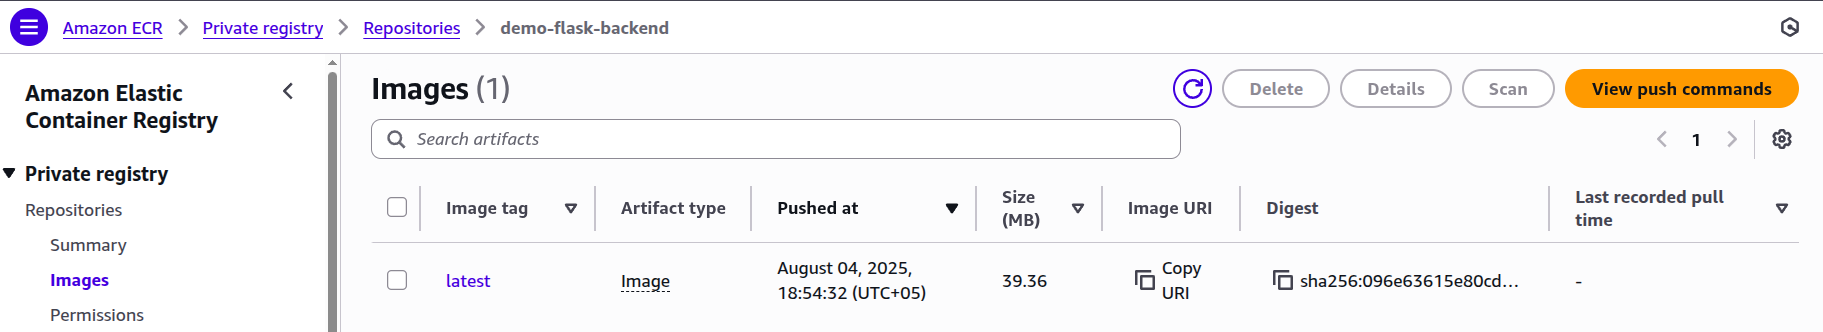 Amazon ECR
Private registry
Repositories
demo-flask-backend
Amazon Elastic
Container Registry
Private registry
Repositories
Summary
Images
Permissions
Images (1)
Delete
Details
Scan
View push commands
Search artifacts
1
Image tag
Artifact type
Pushed at
Size
(MB)
Image URI
Digest
Last recorded pull
time
latest
Image
August 04, 2025,
18:54:32 (UTC+05)
39.36
Copy
URI
sha256:096e63615e80cd...
-